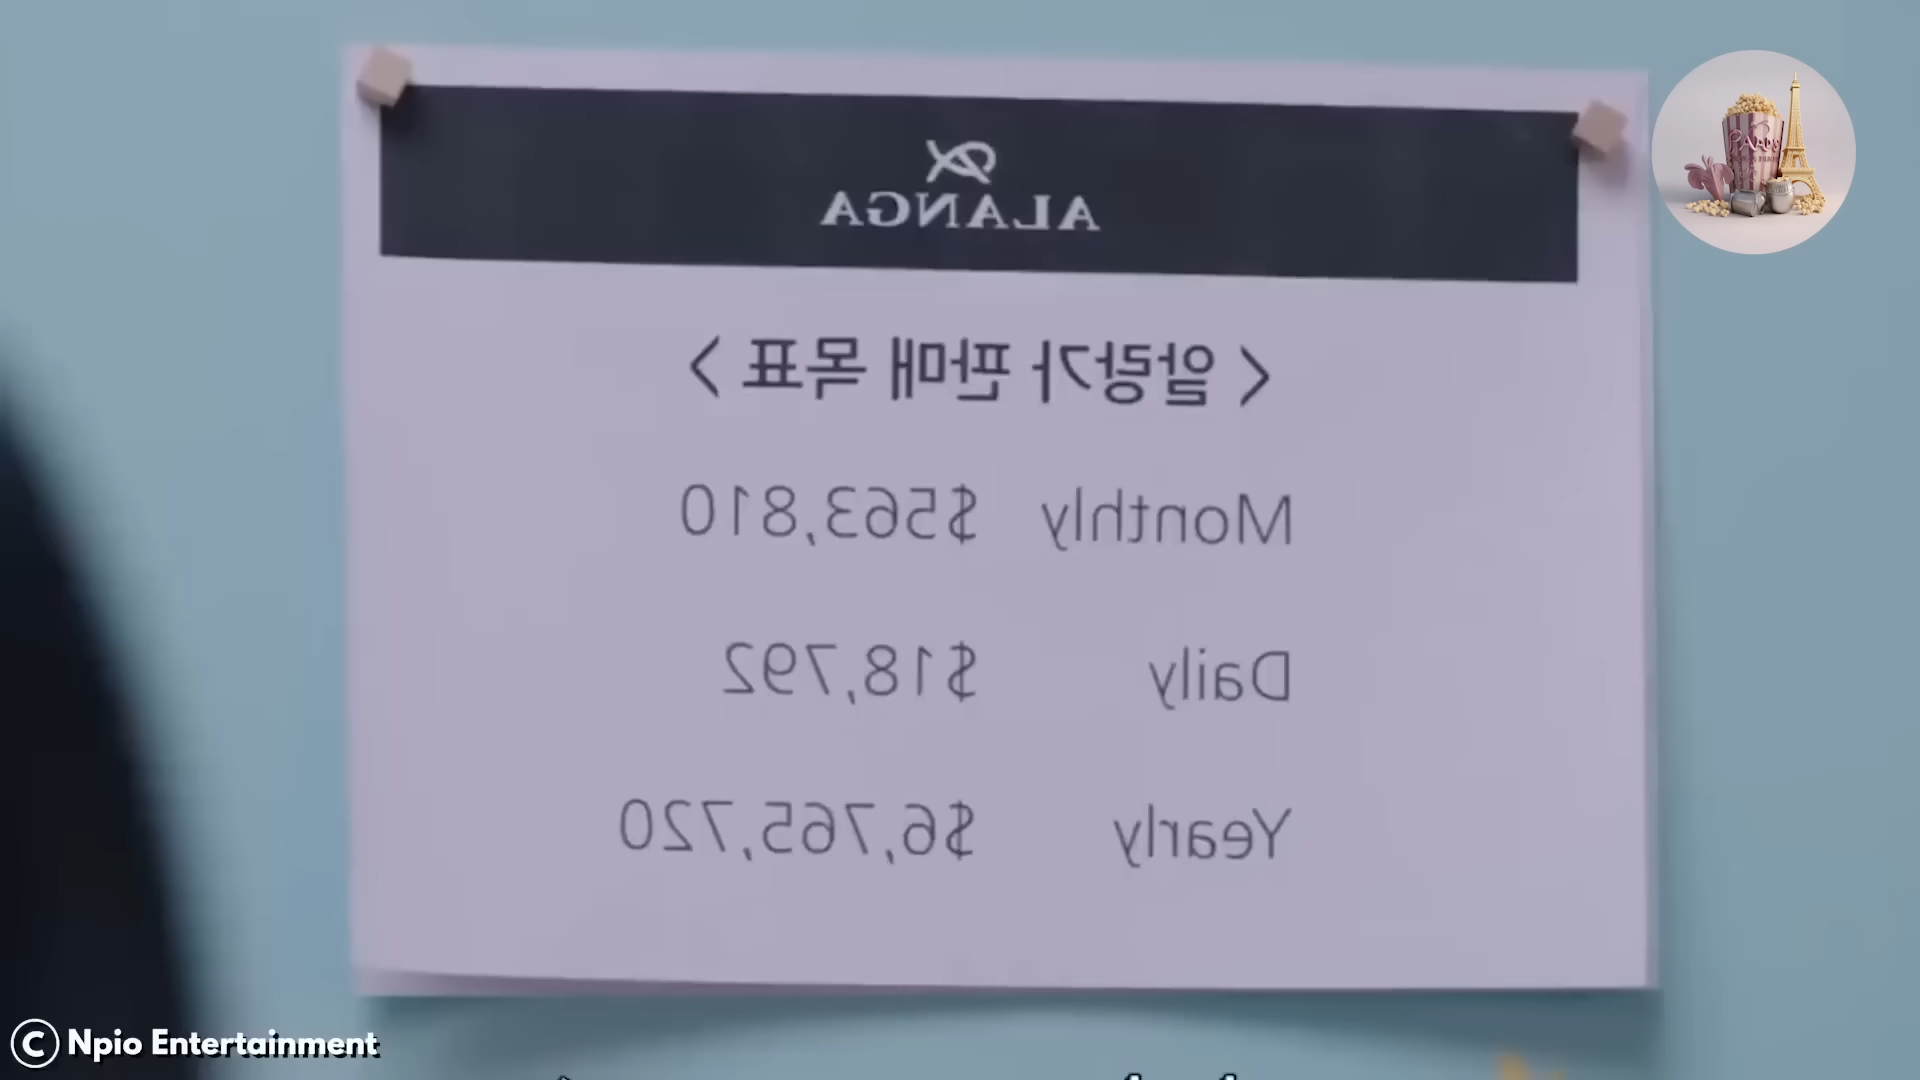 ALANGA
< 알랑가 판매 목표 >
Monthly $563,810
Daily $18,792
Yearly $6,765,720
© Npio Entertainment